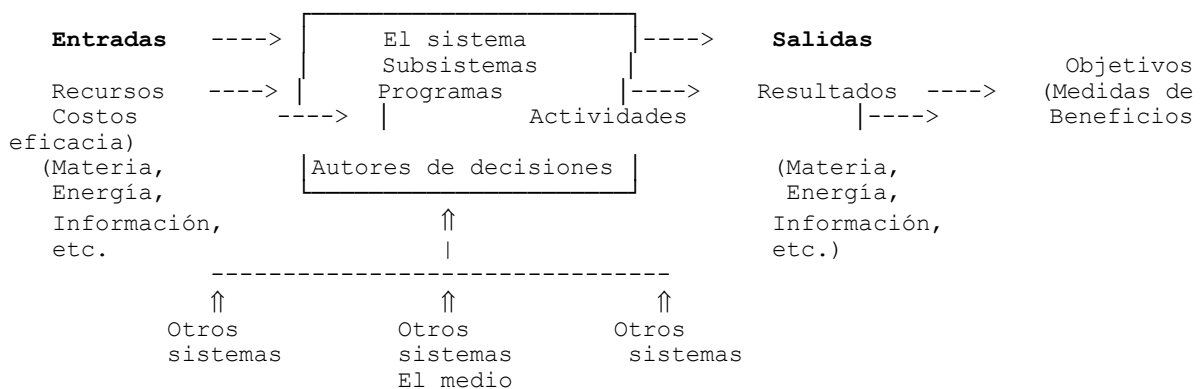 Entradas ----> El sistema ----> Salidas
Subsistemas Objetivos
Recursos ----> | Programas |----> Resultados ----> (Medidas de
Costos ----> | Actividades |----> Beneficios
eficacia)
(Materia, |Autores de decisiones | (Materia,
Energía, Energía,
Información, ⇑ Información,
etc. | etc.)
--------------------------------
⇑ ⇑ ⇑
Otros Otros Otros
sistemas sistemas sistemas
El medio